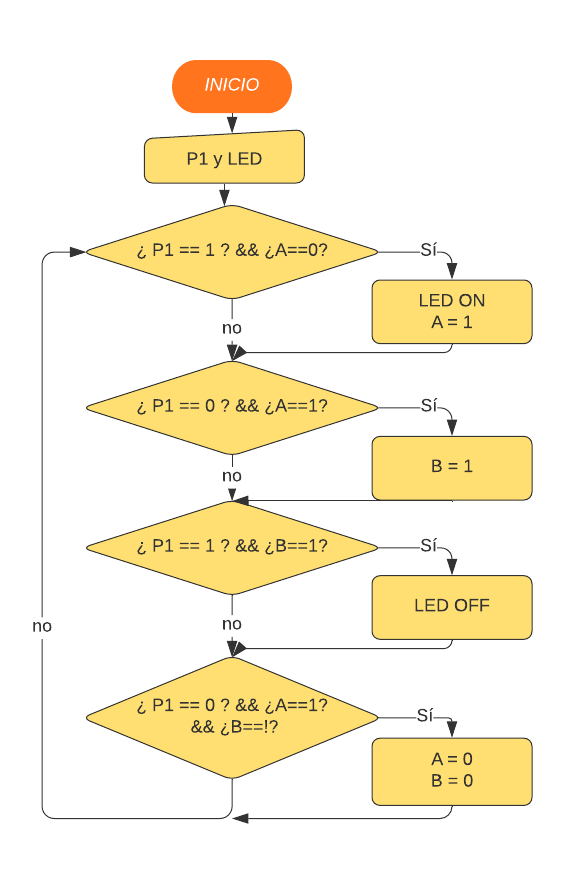 INICIO
P1 y LED
¿ P1 == 1 ? && ¿A==0?
Sí
LED ON
A = 1
no
¿ P1 == 0 ? && ¿A==1?
Sí
B = 1
no
¿ P1 == 1 ? && ¿B==1?
Sí
LED OFF
no
no
¿ P1 == 0 ? && ¿A==1?
&& ¿B==!?
Sí
A = 0
B = 0